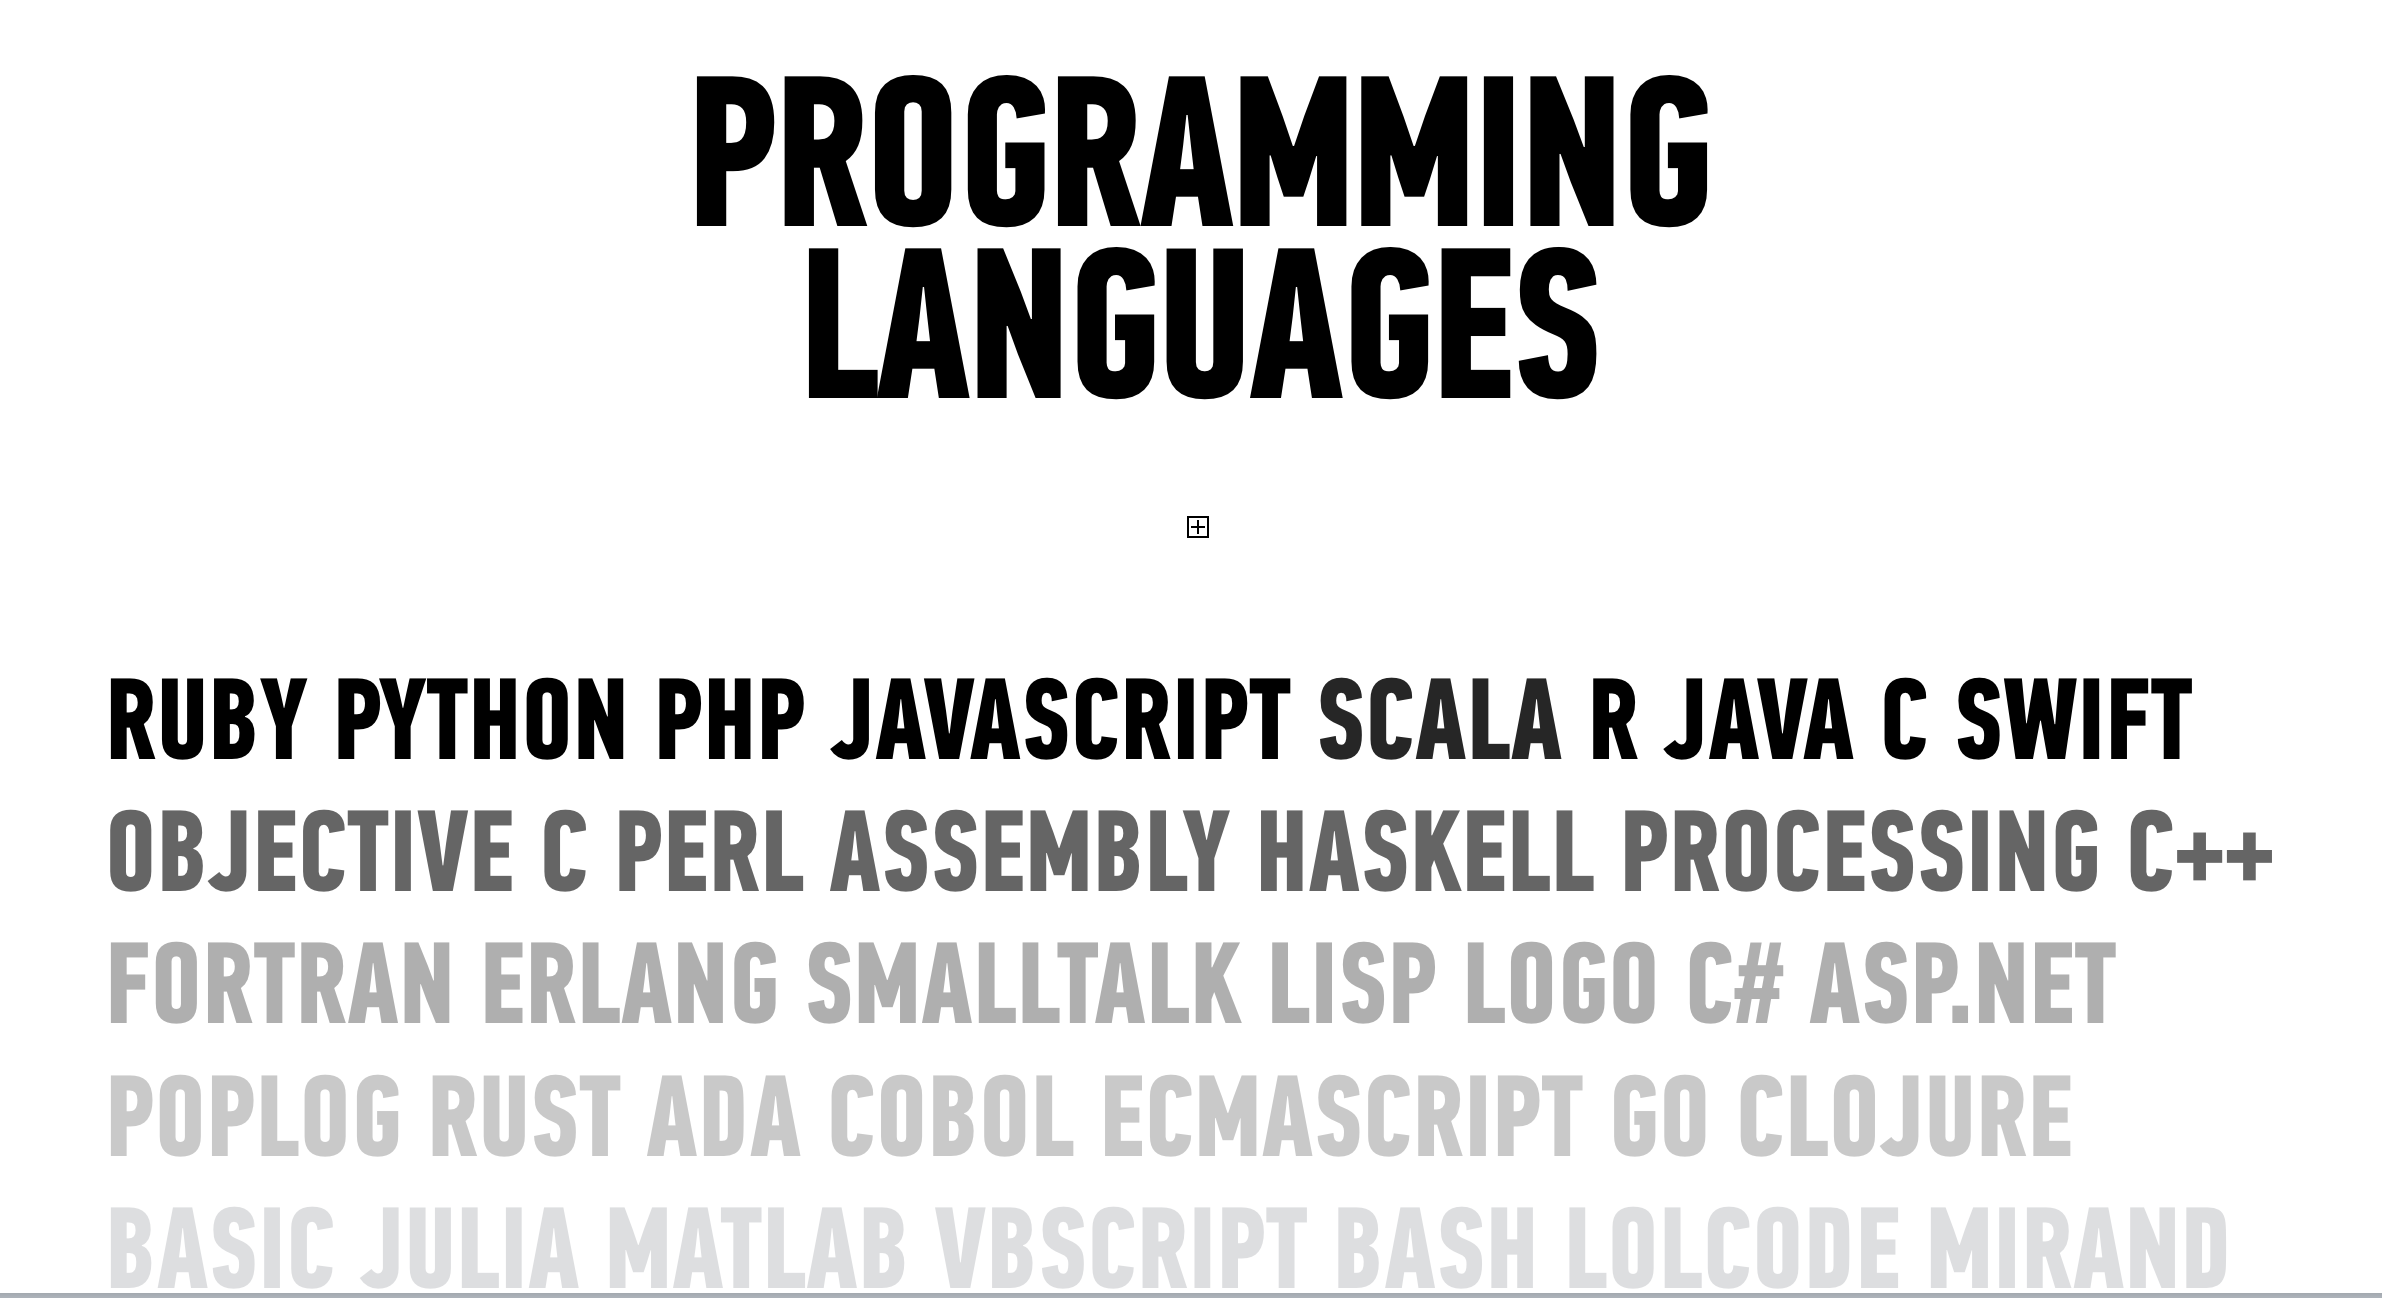 PROGRAMMING
LANGUAGES
RUBY PYTHON PHP JAVASCRIPT SCALA R JAVA C SWIFT
OBJECTIVE C PERL ASSEMBLY HASKELL PROCESSING C++
FORTRAN ERLANG SMALLTALK LISP LOGO C# ASP.NET
POPLOG RUST ADA COBOL ECMASCRIPT GO CLOJURE
BASIC JULIA MATLAB VBSCRIPT BASH LOLCODE MIRAND